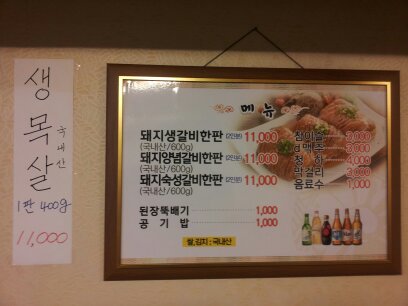 생목살
국내산
1판 400g
11,000
메뉴
돼지생갈비한판 (2인분) 11,000
(국내산/600g)
돼지양념갈비한판 (2인분) 11,000
(국내산/600g)
돼지숙성갈비한판 (2인분) 11,000
(국내산/600g)
된장뚝배기 1,000
공기밥 1,000
쌀,김치 : 국내산
참이슬 3,000
맥주 3,000
청하 4,000
막걸리 3,000
음료수 1,000